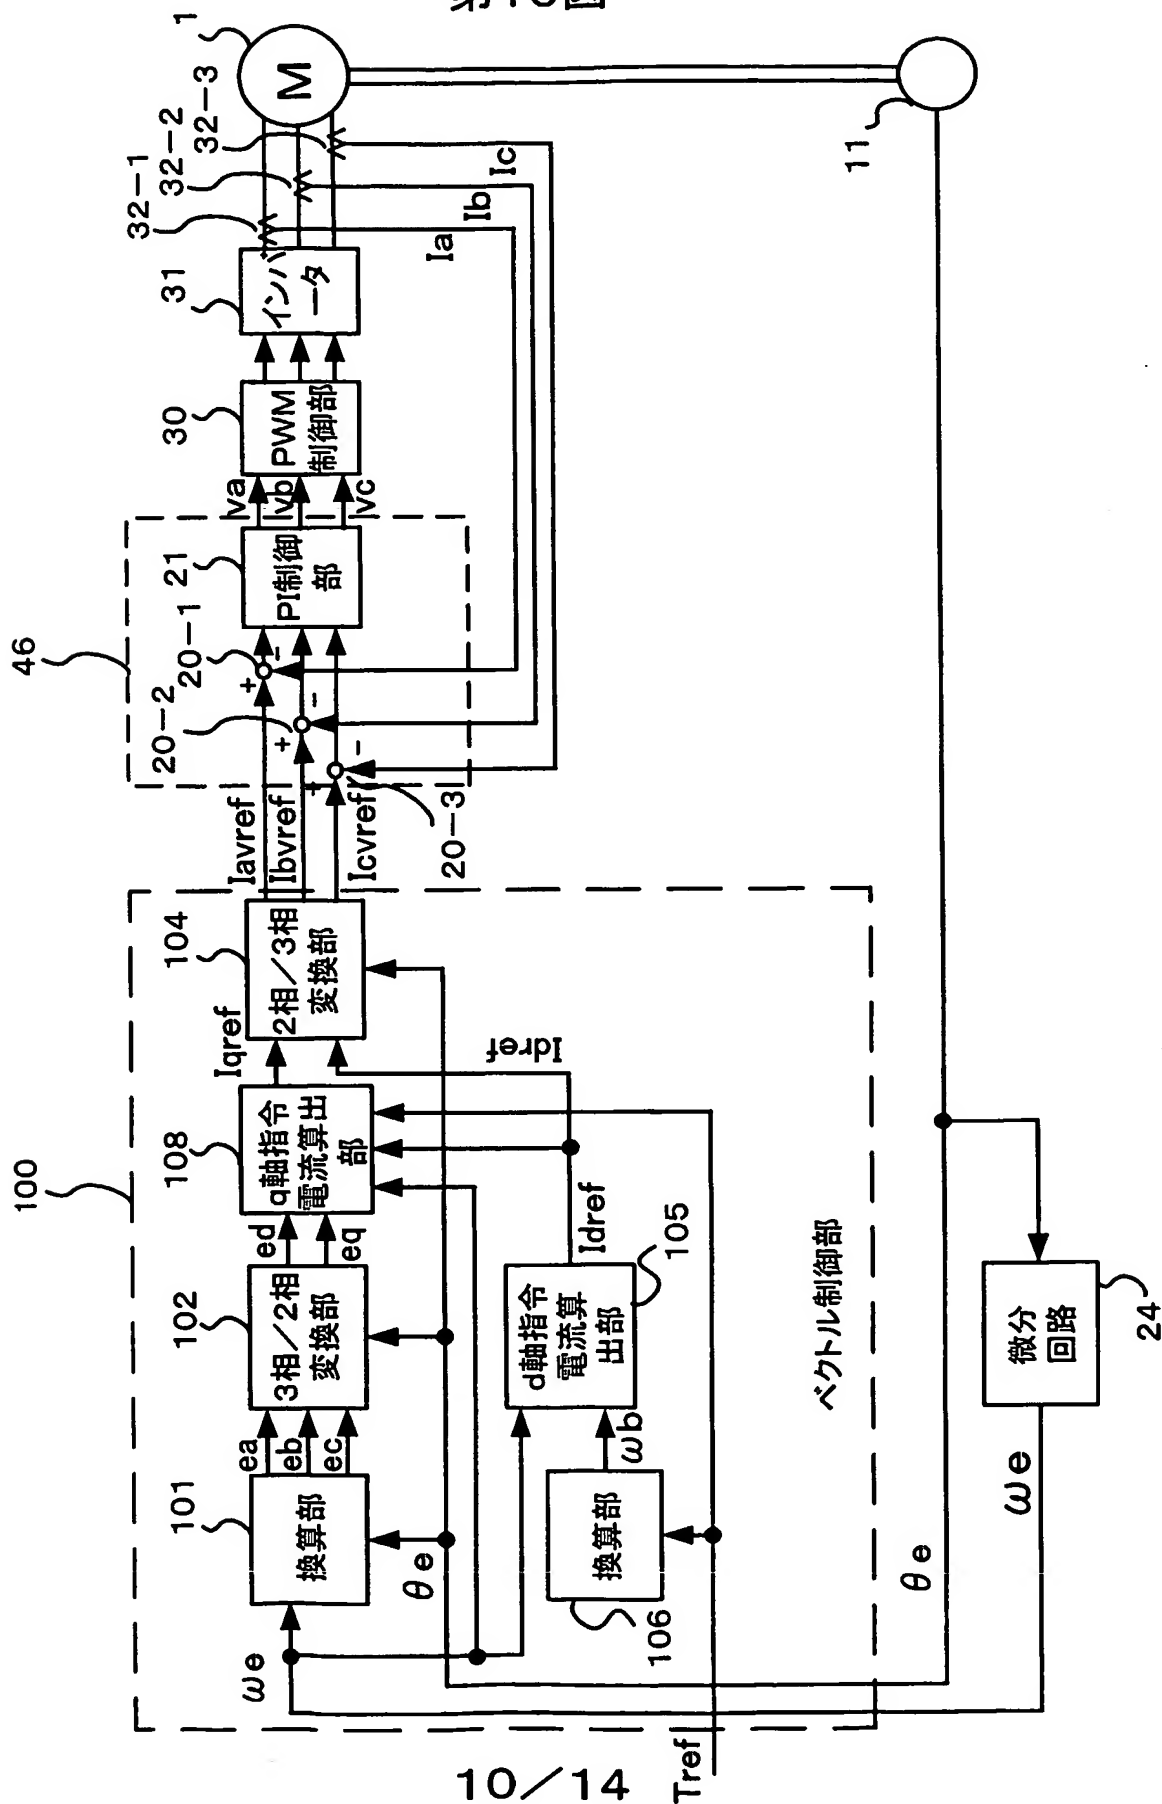 100
ωe
101
換算部
ea
eb
ec
102
3相/2相
変換部
ed
eq
108
q軸指令
電流算出
部
Iqref
104
2相/3相
変換部
Iavref
Ibvref
Icvref
46
20-2
20-1
20-3
+
-
+
-
+
-
21
PI制御
部
va
vb
vc
30
PWM
制御部
31
インバ
ータ
32-1
32-2
32-3
1
M
Ia
Ib
Ic
θe
106
換算部
ωb
d軸指令
電流算
出部
105
Idref
Idref
ベクトル制御部
Tref
θe
ωe
微分
回路
24
11
10/14